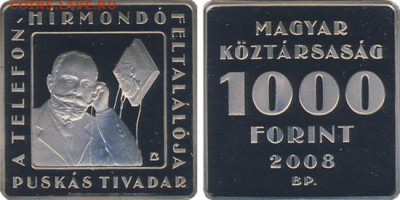 A TELEFON-HÍRMONDÓ FELTALÁLÓJA
PUSKÁS TIVADAR
MAGYAR
KÖZTÁRSASÁG
1000
FORINT
2008
BP.